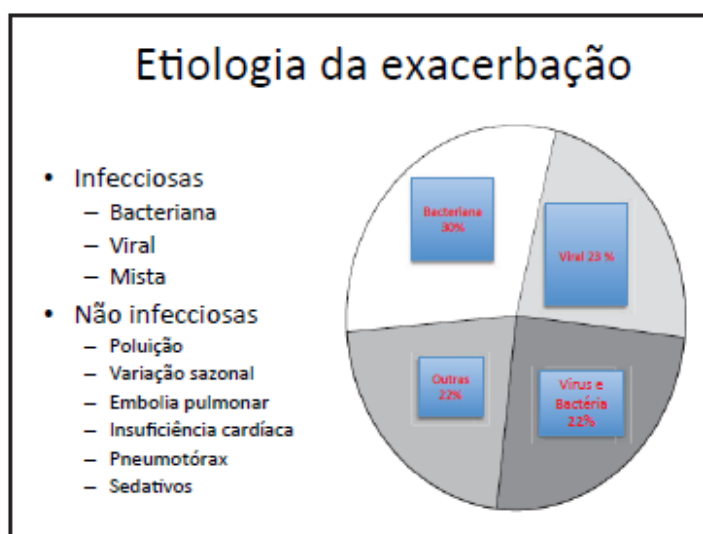 Etiologia da exacerbação
• Infecciosas
– Bacteriana
– Viral
– Mista
• Não infecciosas
– Poluição
– Variação sazonal
– Embolia pulmonar
– Insuficiência cardíaca
– Pneumotórax
– Sedativos
Bacteriana
30%
Viral 23 %
Outras
22%
Vírus e
Bactéria
22%